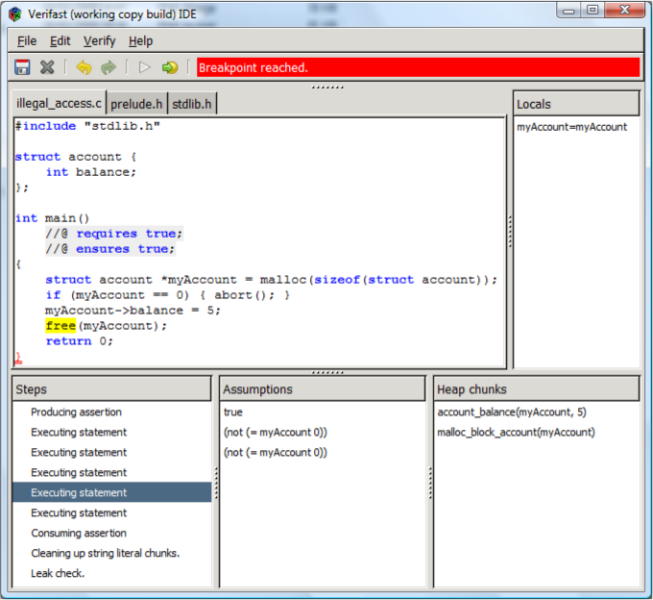 Verifast (working copy build) IDE
File Edit Verify Help
Breakpoint reached.
illegal_access.c prelude.h stdlib.h
#include "stdlib.h"
struct account {
    int balance;
};
int main()
    //@ requires true;
    //@ ensures true;
{
    struct account *myAccount = malloc(sizeof(struct account));
    if (myAccount == 0) { abort(); }
    myAccount->balance = 5;
    free(myAccount);
    return 0;
}
Locals
myAccount=myAccount
Steps
Producing assertion
Executing statement
Executing statement
Executing statement
Executing statement
Executing statement
Consuming assertion
Cleaning up string literal chunks.
Leak check.
Assumptions
true
(not (= myAccount 0))
(not (= myAccount 0))
Heap chunks
account_balance(myAccount, 5)
malloc_block_account(myAccount)